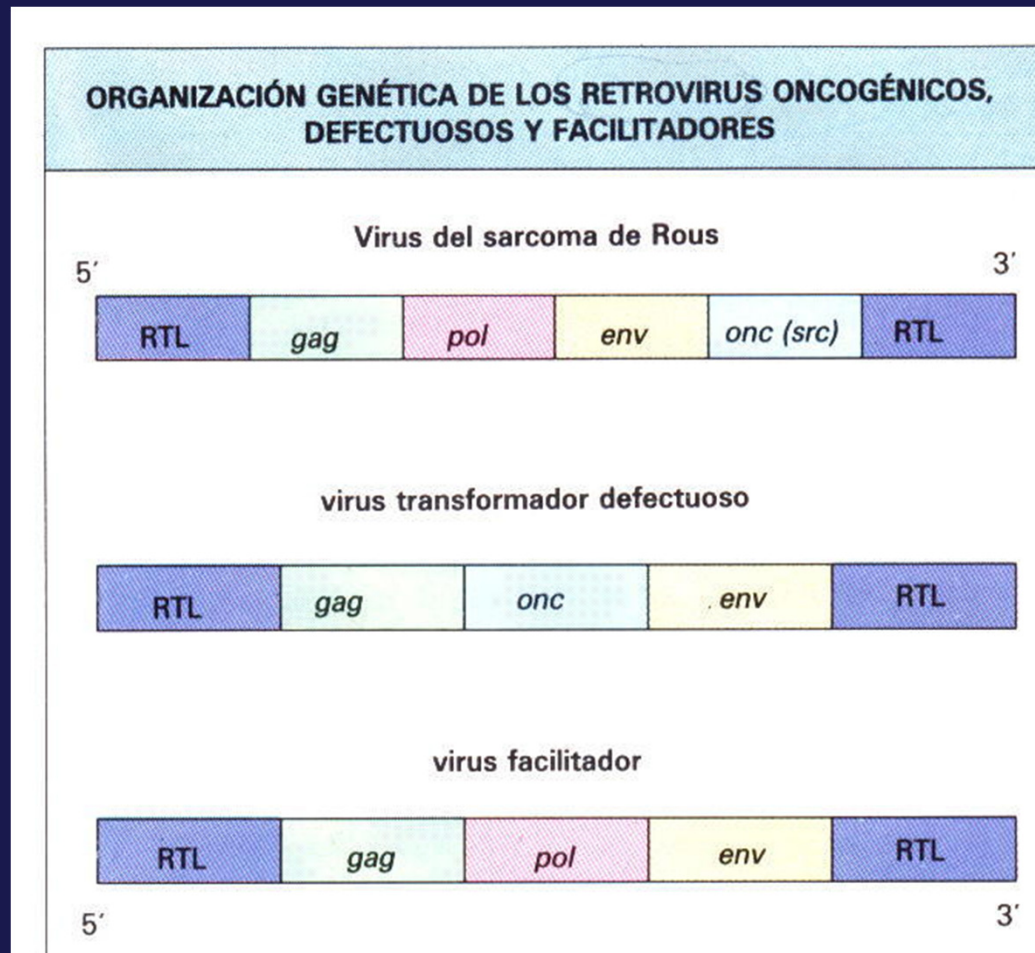 ORGANIZACIÓN GENÉTICA DE LOS RETROVIRUS ONCOGÉNICOS,
DEFECTUOSOS Y FACILITADORES
Virus del sarcoma de Rous
5′ 3′
RTL gag pol env onc (src) RTL
virus transformador defectuoso
RTL gag onc env RTL
virus facilitador
RTL gag pol env RTL
5′ 3′